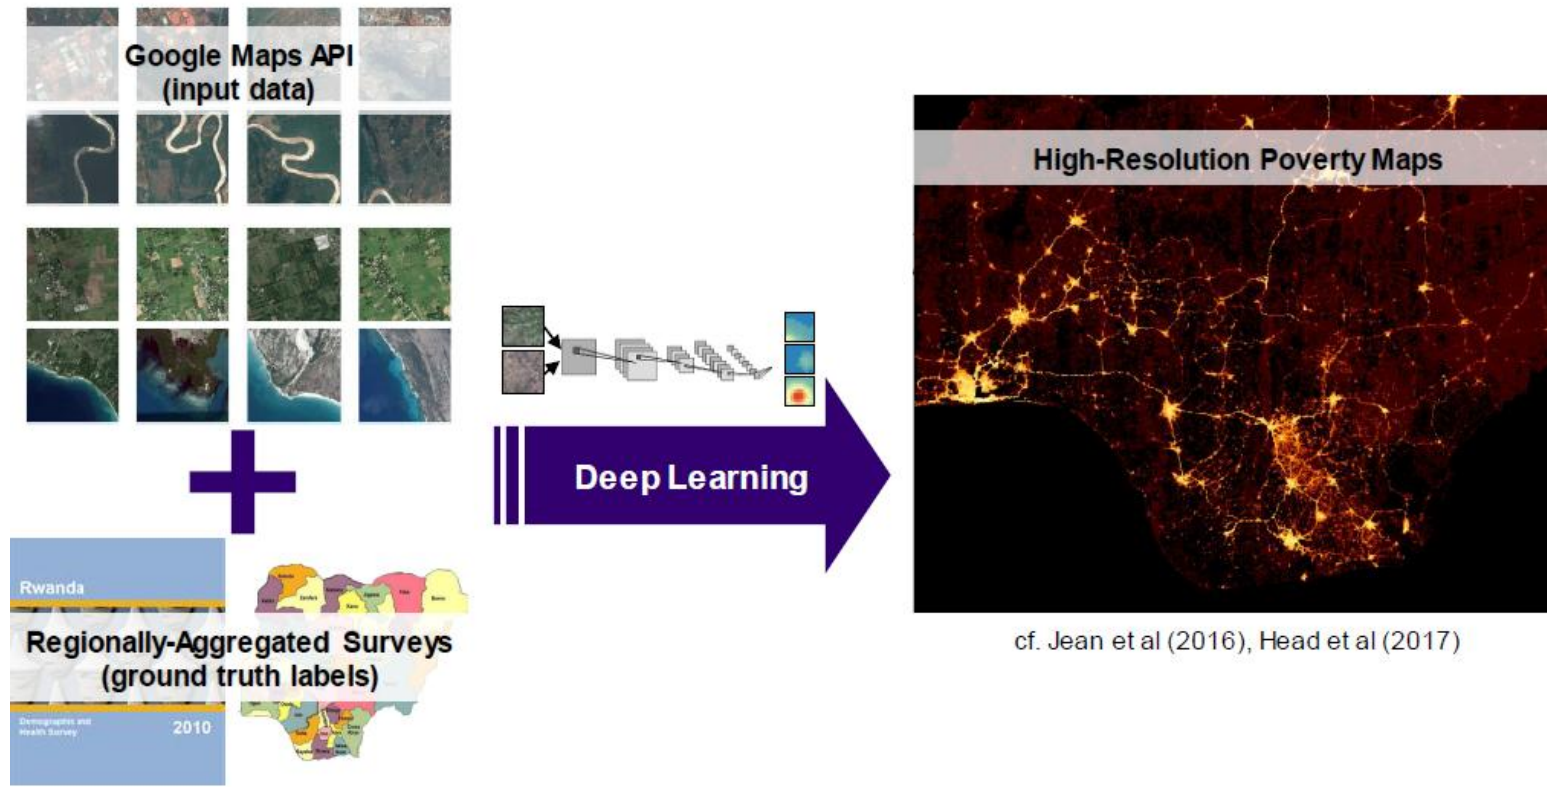 Google Maps API
(input data)
High-Resolution Poverty Maps
Deep Learning
Rwanda
Regionally-Aggregated Surveys
(ground truth labels)
Demographic and
Health Survey
2010
cf. Jean et al (2016), Head et al (2017)